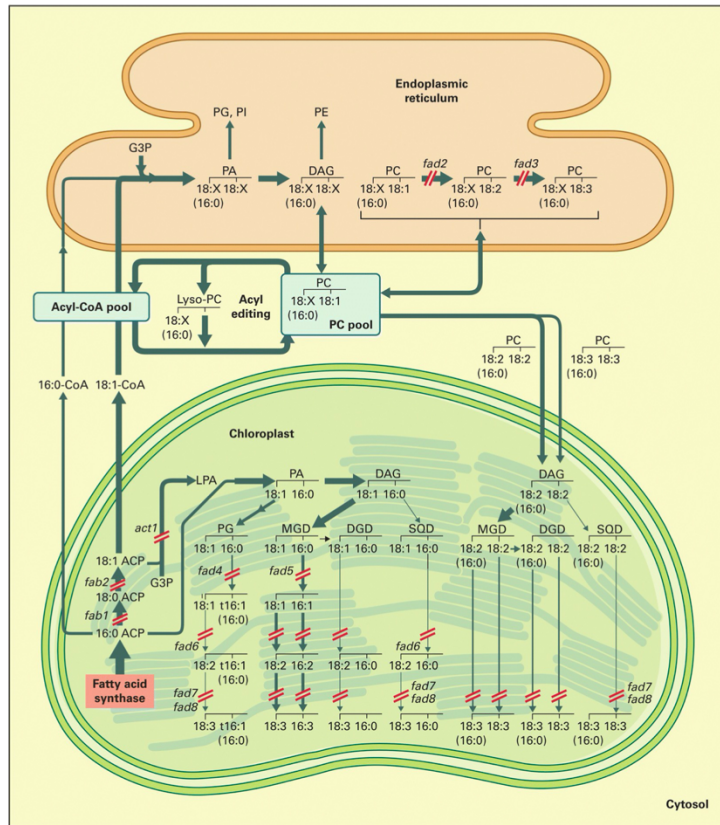 Endoplasmic
reticulum
PG, PI
PE
G3P
PA
18:X 18:X
(16:0)
DAG
18:X 18:X
(16:0)
PC
18:X 18:1
(16:0)
fad2
PC
18:X 18:2
(16:0)
fad3
PC
18:X 18:3
(16:0)
Acyl-CoA pool
Lyso-PC
18:X
(16:0)
Acyl
editing
PC
18:X 18:1
(16:0)
PC pool
PC
18:2 18:2
(16:0)
PC
18:3 18:3
(16:0)
16:0-CoA
18:1-CoA
Chloroplast
LPA
PA
18:1 16:0
DAG
18:1 16:0
DAG
18:2 18:2
(16:0)
act1
G3P
18:1 ACP
fab2
18:0 ACP
fab1
16:0 ACP
Fatty acid
synthase
PG
18:1 16:0
fad4
18:1 t16:1
(16:0)
fad6
18:2 t16:1
(16:0)
fad7
fad8
18:3 t16:1
(16:0)
MGD
18:1 16:0
fad5
18:1 16:1
18:2 16:2
18:3 16:3
DGD
18:1 16:0
18:2 16:0
18:3 16:0
SQD
18:1 16:0
fad6
18:2 16:0
fad7
fad8
18:3 16:0
MGD
18:2 18:2
(16:0)
18:3 18:3
(16:0)
DGD
18:2 18:2
(16:0)
18:3 18:3
(16:0)
SQD
18:2 18:2
(16:0)
fad7
fad8
18:3 18:3
(16:0)
Cytosol